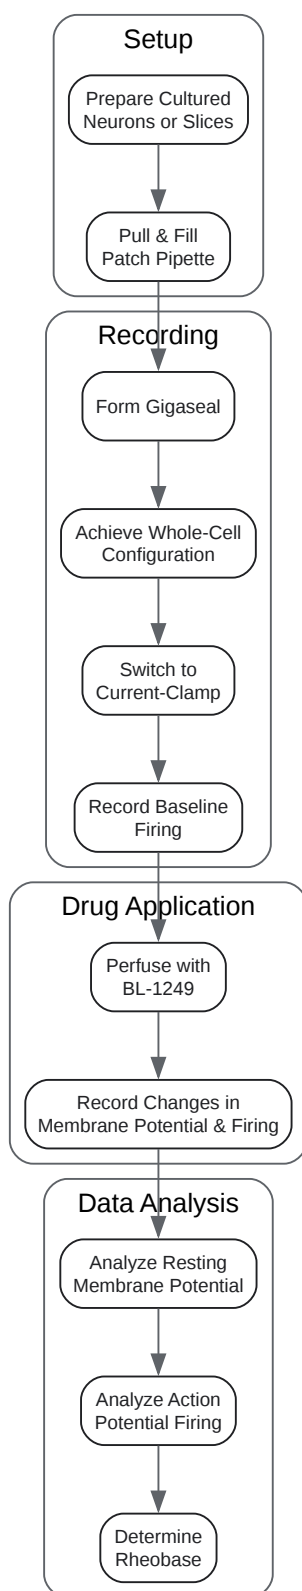 Setup
Prepare Cultured
Neurons or Slices
Pull & Fill
Patch Pipette
Recording
Form Gigaseal
Achieve Whole-Cell
Configuration
Switch to
Current-Clamp
Record Baseline
Firing
Drug Application
Perfuse with
BL-1249
Record Changes in
Membrane Potential & Firing
Data Analysis
Analyze Resting
Membrane Potential
Analyze Action
Potential Firing
Determine
Rheobase